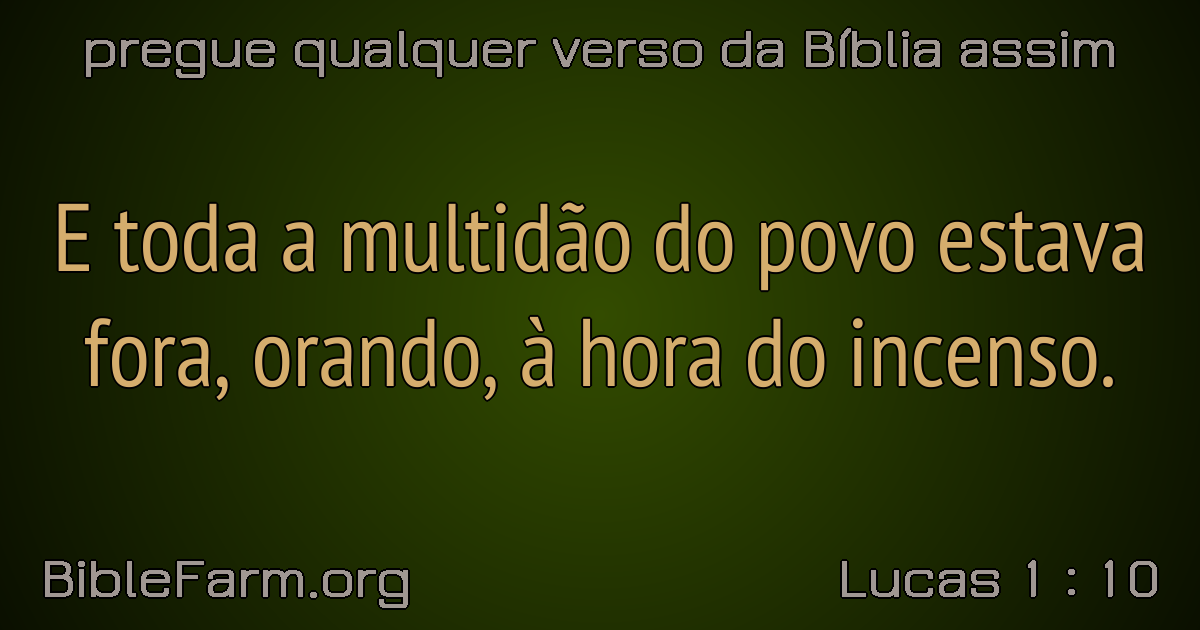 pregue qualquer verso da Bíblia assim
E toda a multidão do povo estava
fora, orando, à hora do incenso.
BibleFarm.org
Lucas 1 : 10